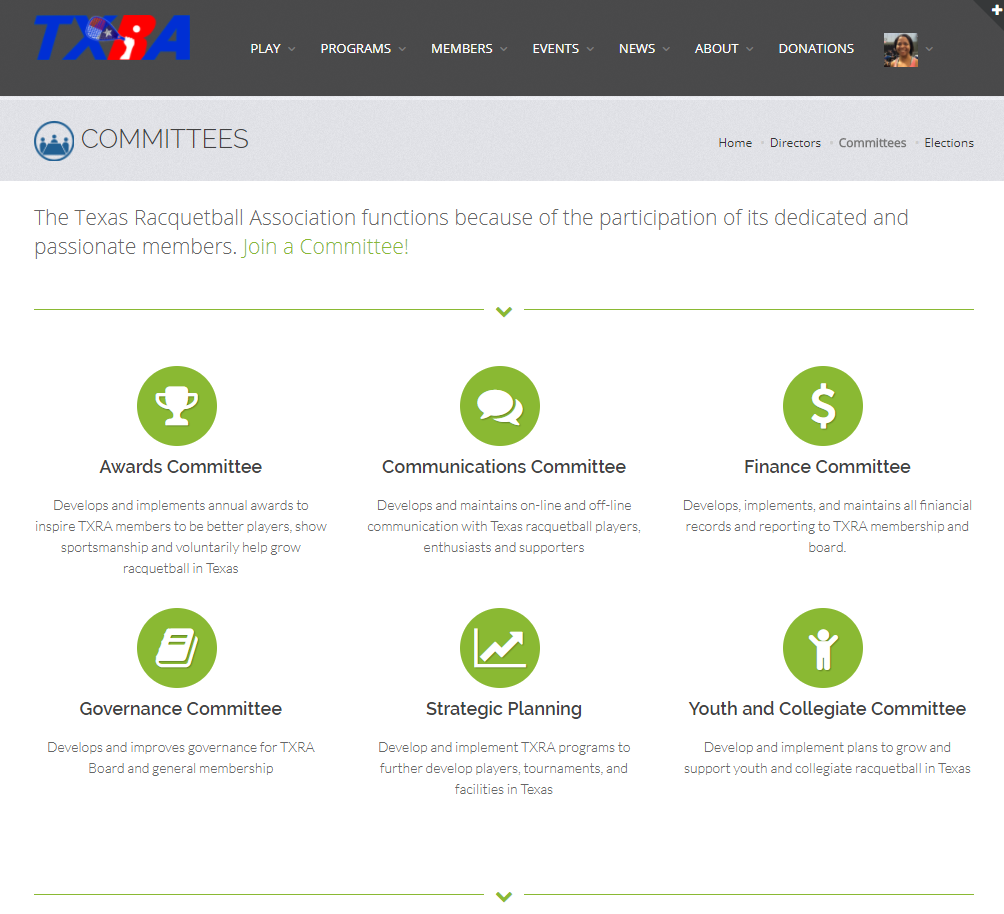 TXRA
PLAY PROGRAMS MEMBERS EVENTS NEWS ABOUT DONATIONS
COMMITTEES
Home Directors Committees Elections
The Texas Racquetball Association functions because of the participation of its dedicated and
passionate members. Join a Committee!
Awards Committee
Develops and implements annual awards to
inspire TXRA members to be better players, show
sportsmanship and voluntarily help grow
racquetball in Texas
Communications Committee
Develops and maintains on-line and off-line
communication with Texas racquetball players,
enthusiasts and supporters
Finance Committee
Develops, implements, and maintains all finiancial
records and reporting to TXRA membership and
board.
Governance Committee
Develops and improves governance for TXRA
Board and general membership
Strategic Planning
Develop and implement TXRA programs to
further develop players, tournaments, and
facilities in Texas
Youth and Collegiate Committee
Develop and implement plans to grow and
support youth and collegiate racquetball in Texas